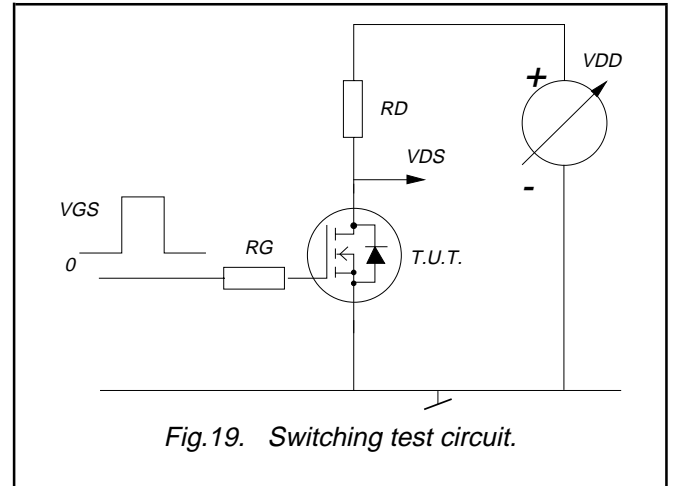 VDD
+
RD
VDS
-
VGS
RG
T.U.T.
0
Fig.19. Switching test circuit.